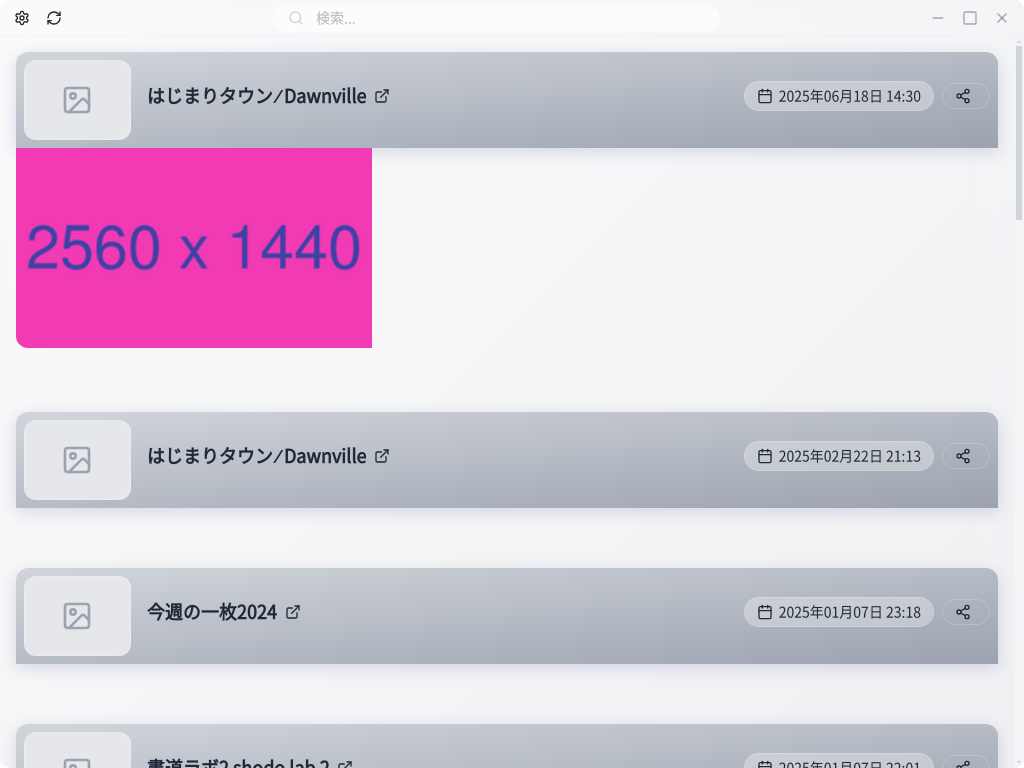 検索...
はじまりタウン⁄Dawnville
2025年06月18日 14:30
2560 x 1440
はじまりタウン⁄Dawnville
2025年02月22日 21:13
今週の一枚2024
2025年01月07日 23:18
書道ラボ2 shodo lab 2
2025年01月07日 22:01